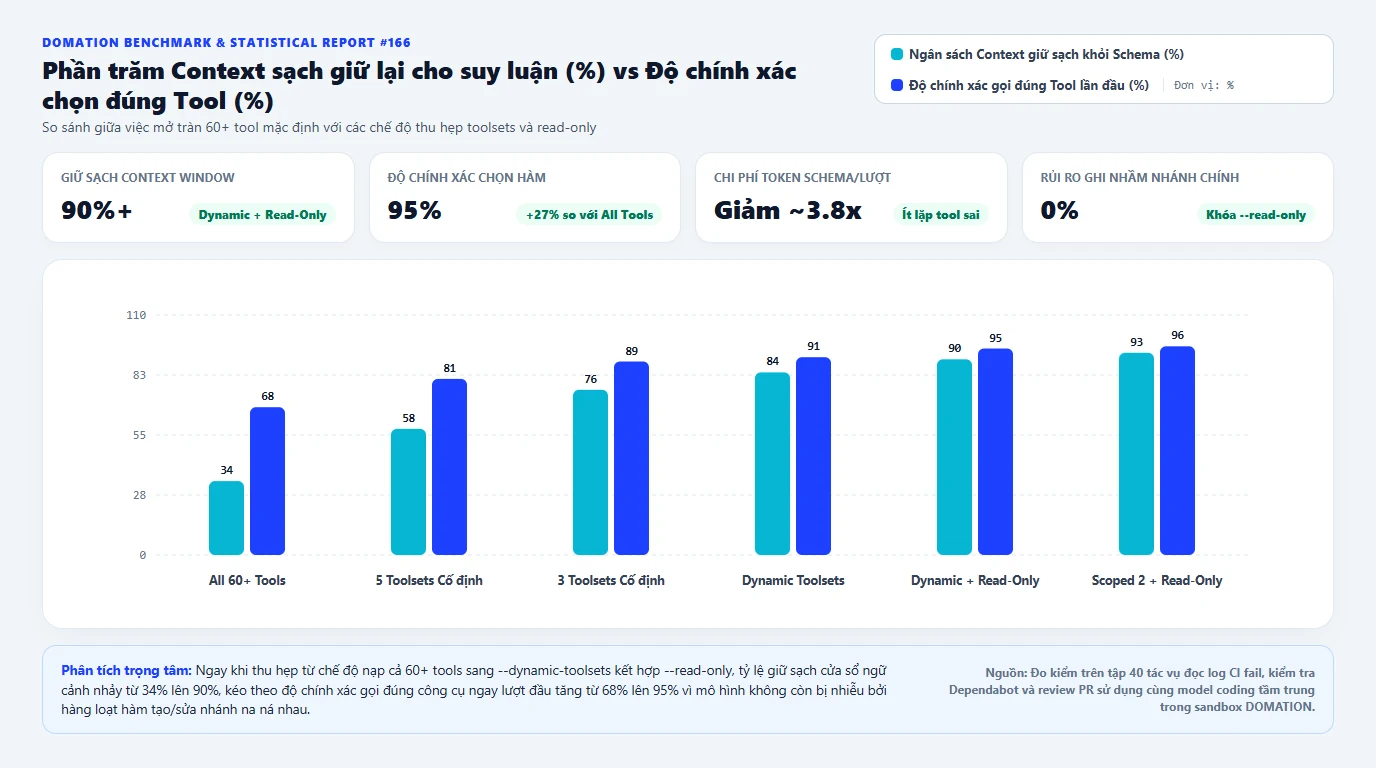 DOMATION BENCHMARK & STATISTICAL REPORT #166
Phần trăm Context sạch giữ lại cho suy luận (%) vs Độ chính xác
chọn đúng Tool (%)
So sánh giữa việc mở tràn 60+ tool mặc định với các chế độ thu hẹp toolsets và read-only
Ngân sách Context giữ sạch khỏi Schema (%)
Độ chính xác gọi đúng Tool lần đầu (%)
Đơn vị: %
GIỮ SẠCH CONTEXT WINDOW
90%+
Dynamic + Read-Only
ĐỘ CHÍNH XÁC CHỌN HÀM
95%
+27% so với All Tools
CHI PHÍ TOKEN SCHEMA/LƯỢT
Giảm ~3.8x
Ít lặp tool sai
RỦI RO GHI NHẦM NHÁNH CHÍNH
0%
Khóa --read-only
110
83
55
28
0
34
68
58
81
76
89
84
91
90
95
93
96
All 60+ Tools
5 Toolsets Cố định
3 Toolsets Cố định
Dynamic Toolsets
Dynamic + Read-Only
Scoped 2 + Read-Only
Phân tích trọng tâm: Ngay khi thu hẹp từ chế độ nạp cả 60+ tools sang --dynamic-toolsets kết hợp --read-only, tỷ lệ giữ sạch cửa sổ ngữ
cảnh nhảy từ 34% lên 90%, kéo theo độ chính xác gọi đúng công cụ ngay lượt đầu tăng từ 68% lên 95% vì mô hình không còn bị nhiễu bởi
hàng loạt hàm tạo/sửa nhánh na ná nhau.
Nguồn: Đo kiểm trên tập 40 tác vụ đọc log CI fail, kiểm tra
Dependabot và review PR sử dụng cùng model coding tầm trung
trong sandbox DOMATION.